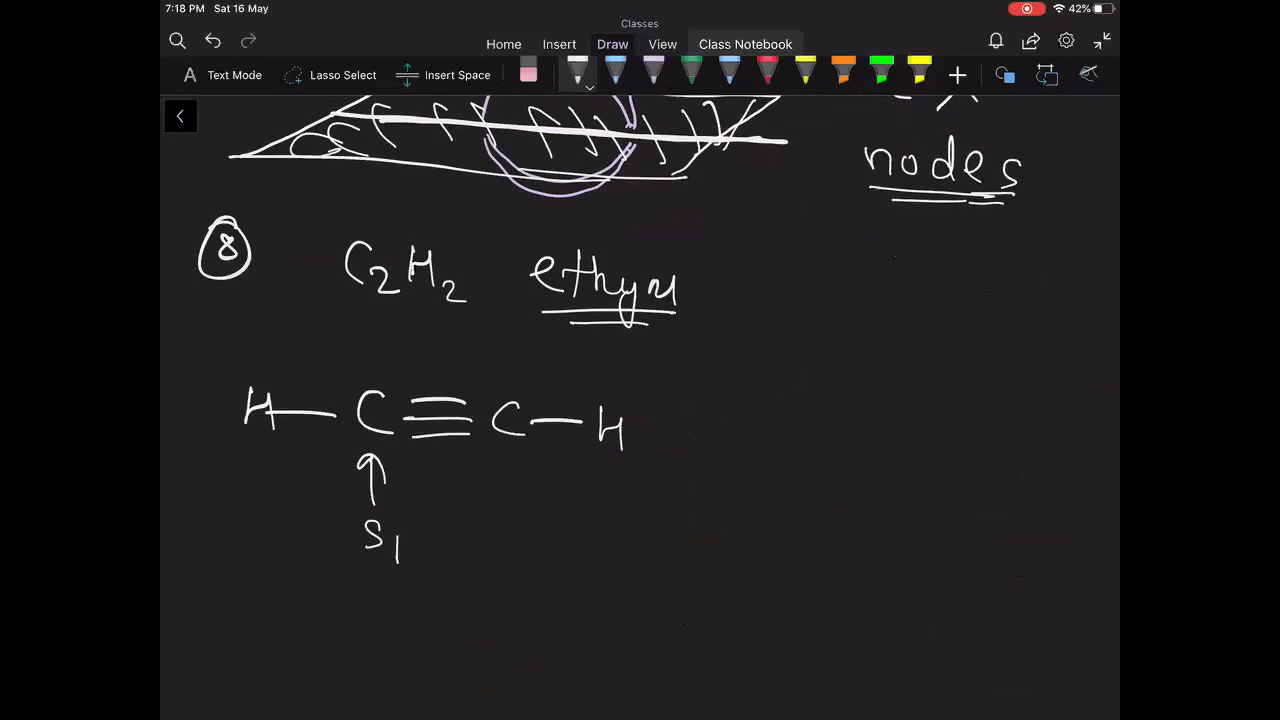 7:18 PM Sat 16 May 42%
Classes
Home Insert Draw View Class Notebook
A Text Mode Lasso Select Insert Space
nodes
8 C2H2 ethyn
H—C≡C—H
↑